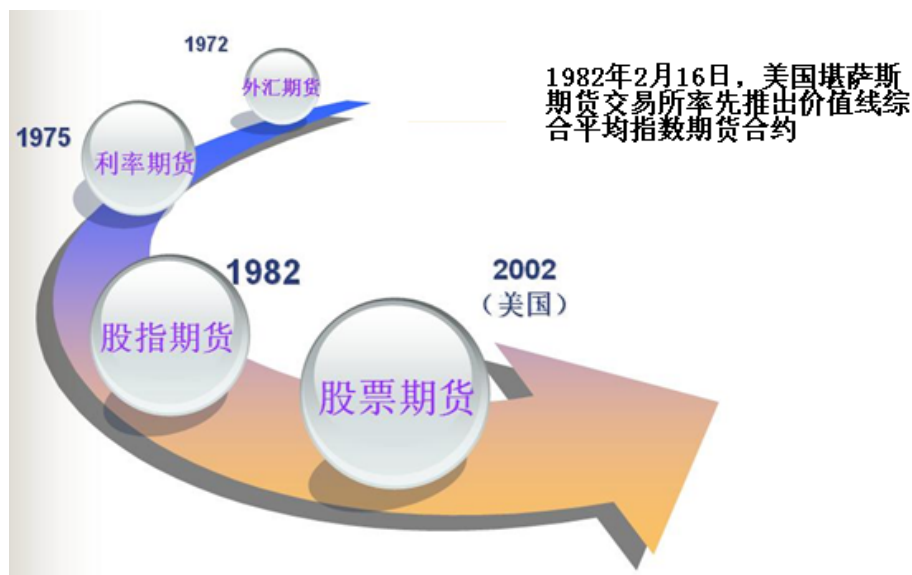 1972
外汇期货
1982年2月16日，美国堪萨斯
期货交易所率先推出价值线综
合平均指数期货合约
1975
利率期货
1982
股指期货
2002
（美国）
股票期货